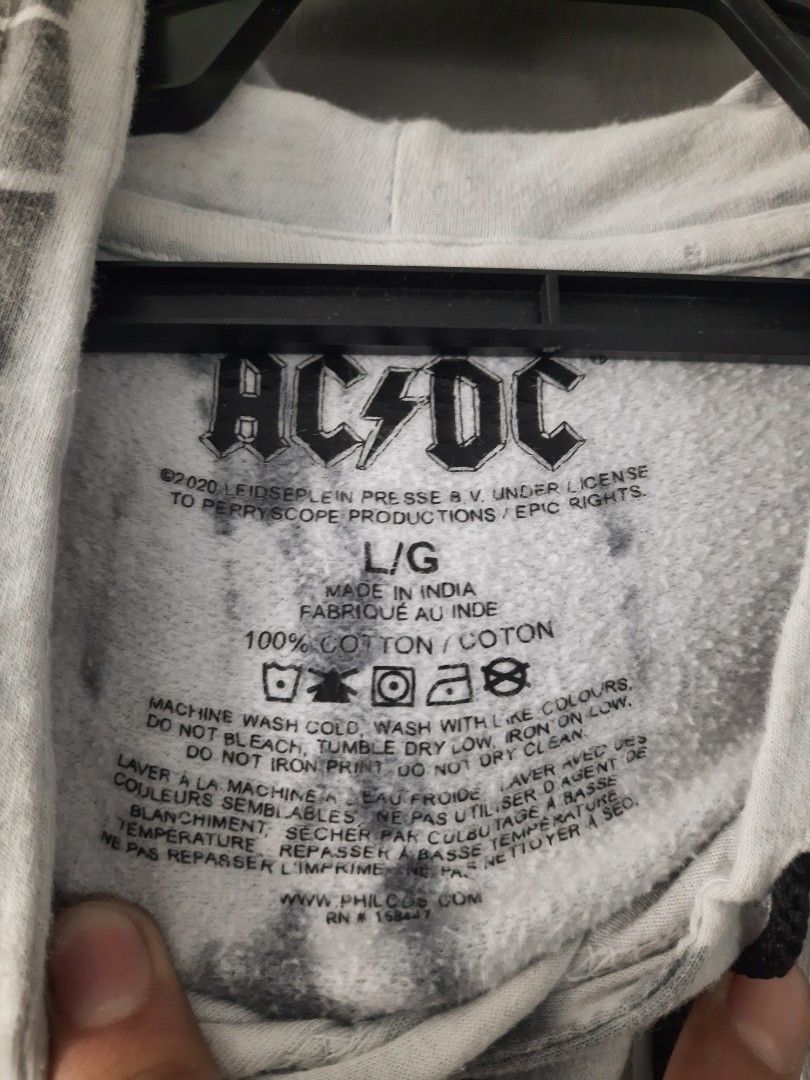 AC⚡DC
©2020 LEIDSEPLEIN PRESSE B.V. UNDER LICENSE
TO PERRYSCOPE PRODUCTIONS / EPIC RIGHTS.
L/G
MADE IN INDIA
FABRIQUÉ AU INDE
100% COTTON / COTON
MACHINE WASH COLD, WASH WITH LIKE COLOURS,
DO NOT BLEACH, TUMBLE DRY LOW, IRON ON LOW.
DO NOT IRON PRINT, DO NOT DRY CLEAN.
LAVER À LA MACHINE À L'EAU FROIDE, LAVER AVEC DES
COULEURS SEMBLABLES, NE PAS UTILISER D'AGENT DE
BLANCHIMENT, SÉCHER PAR CULBUTAGE À BASSE
TEMPÉRATURE, REPASSER À BASSE TEMPÉRATURE,
NE PAS REPASSER L'IMPRIMÉ, NE PAS NETTOYER À SEC.
RN #